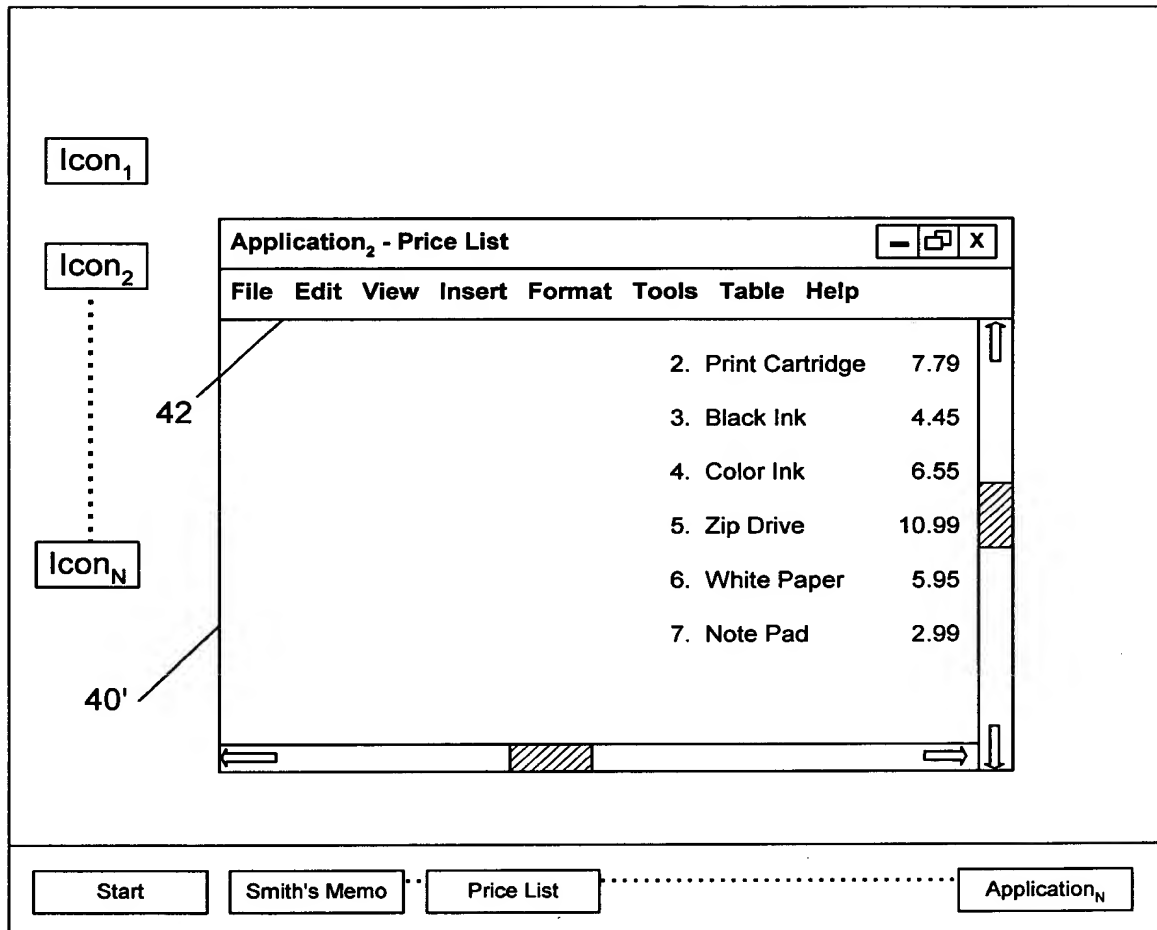 Icon₁
Icon₂
Icon_N
42
40'
Application₂ - Price List
– X
File Edit View Insert Format Tools Table Help
2. Print Cartridge 7.79
3. Black Ink 4.45
4. Color Ink 6.55
5. Zip Drive 10.99
6. White Paper 5.95
7. Note Pad 2.99
Start Smith's Memo Price List Application_N